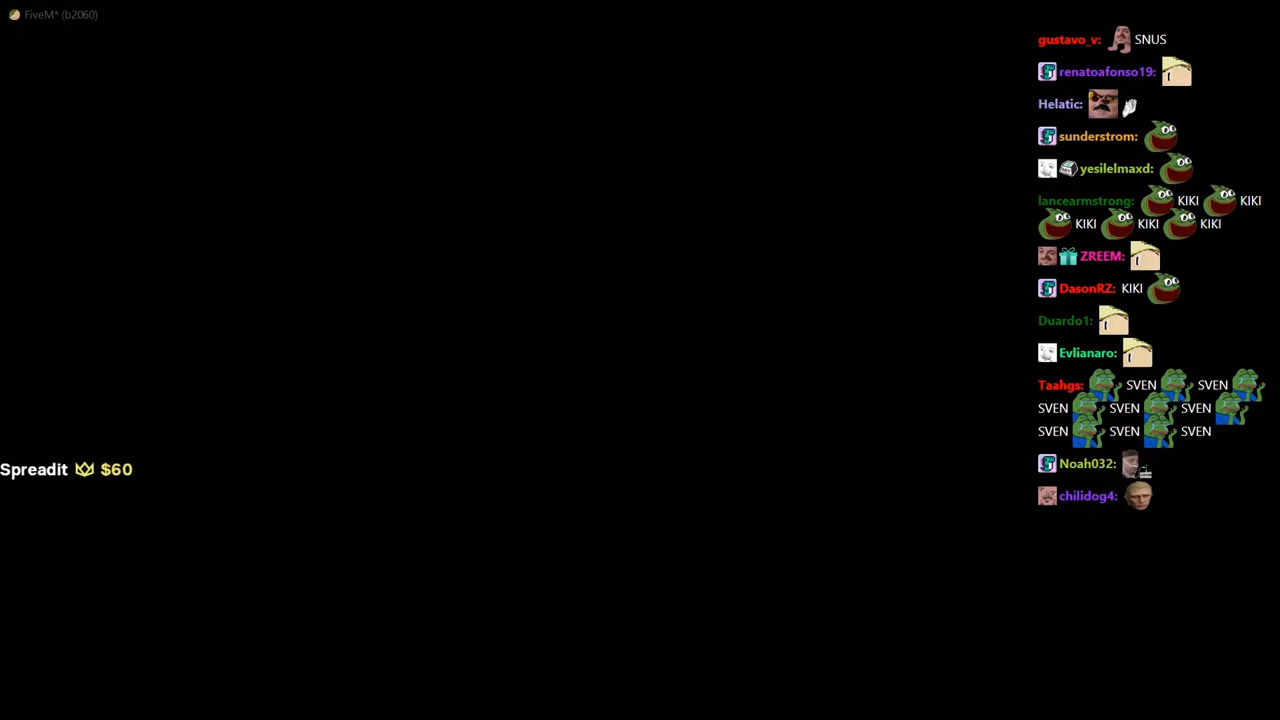 FiveM* (b2060)
gustavo_v: SNUS
renatoafonso19:
Helatic:
sunderstrom:
yesilelmaxd:
lancearmstrong: KIKI KIKI
KIKI KIKI KIKI
ZREEM:
DasonRZ: KIKI
Duardo1:
Evlianaro:
Taahgs: SVEN SVEN
SVEN SVEN SVEN
SVEN SVEN SVEN
Noah032:
chilidog4:
Spreadit $60